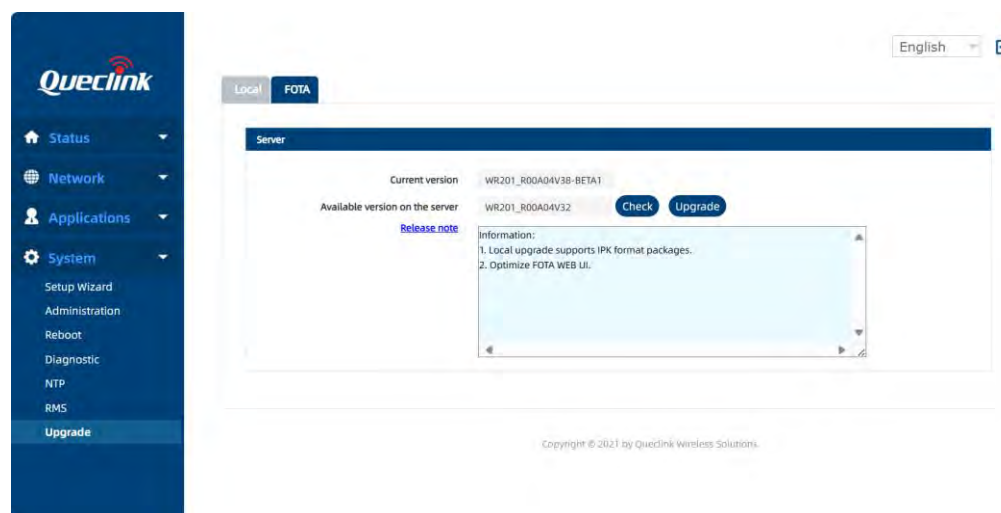 English
Queclink
Local FOTA
Status
Server
Network
Current version WR201_R00A04V38-BETA1
Available version on the server WR201_R00A04V32 Check Upgrade
Applications
Release note
Information:
1. Local upgrade supports IPK format packages.
2. Optimize FOTA WEB UI.
System
Setup Wizard
Administration
Reboot
Diagnostic
NTP
RMS
Upgrade
Copyright © 2021 by Queclink Wireless Solutions.